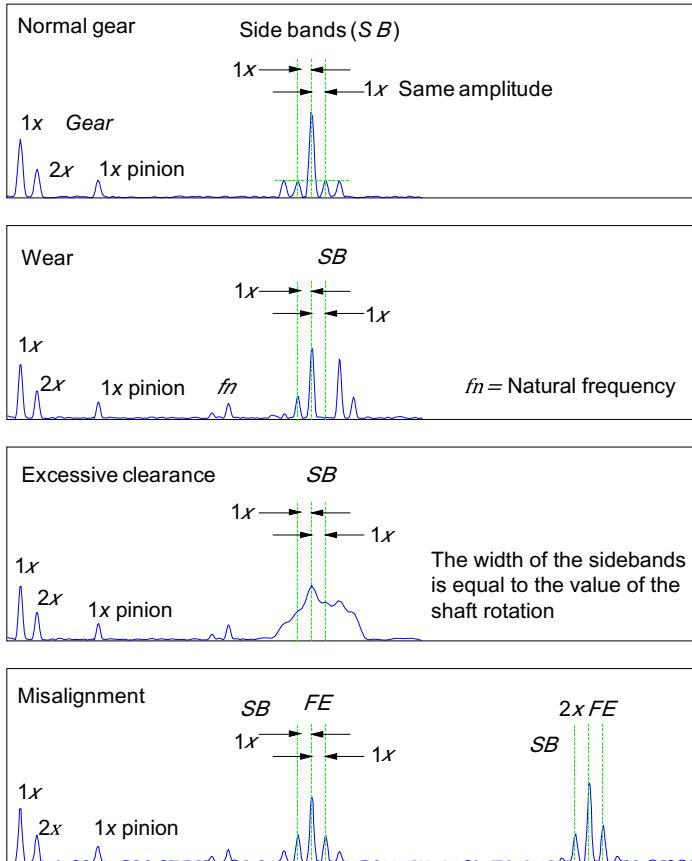 Normal gear
Side bands (S B)
1x
1x Same amplitude
1x Gear
2x 1x pinion
Wear
SB
1x
1x
1x
2x 1x pinion fn
fn = Natural frequency
Excessive clearance
SB
1x
1x
1x
2x
1x pinion
The width of the sidebands
is equal to the value of the
shaft rotation
Misalignment
SB FE
1x
1x
2x FE
SB
1x
2x 1x pinion